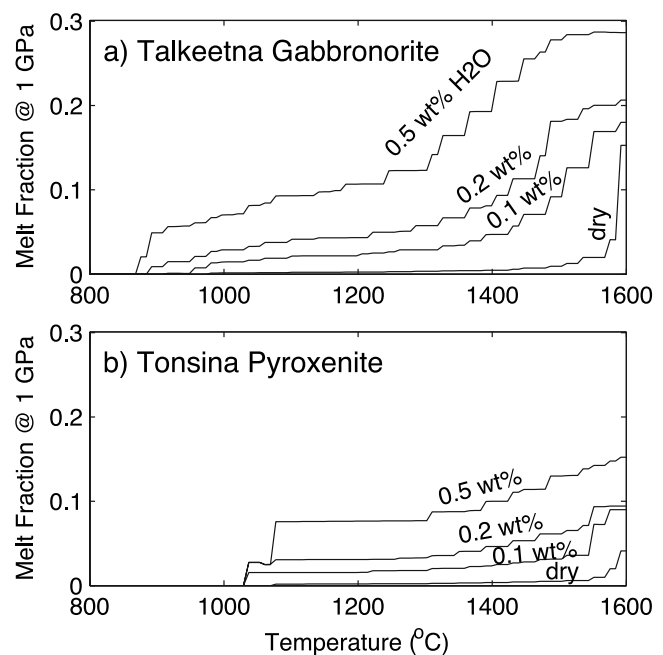 a) Talkeetna Gabbronorite
Melt Fraction @ 1 GPa
0.3
0.2
0.1
0
0.5 wt% H2O
0.2 wt%
0.1 wt%
dry
800
1000
1200
1400
1600
b) Tonsina Pyroxenite
Melt Fraction @ 1 GPa
0.3
0.2
0.1
0
0.5 wt%
0.2 wt%
0.1 wt%
dry
800
1000
1200
1400
1600
Temperature (°C)